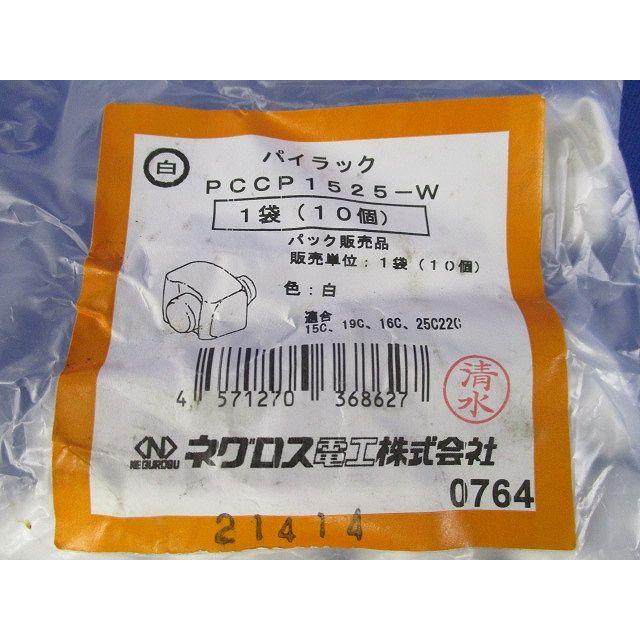 白
パイラック
PCCP1525-W
1袋（10個）
パック販売品
販売単位：1袋（10個）
色：白
適合
15C、19C、16C、25C22C
4 571270 368627
清水
NEGUROSU
ネグロス電工株式会社
0764
21414